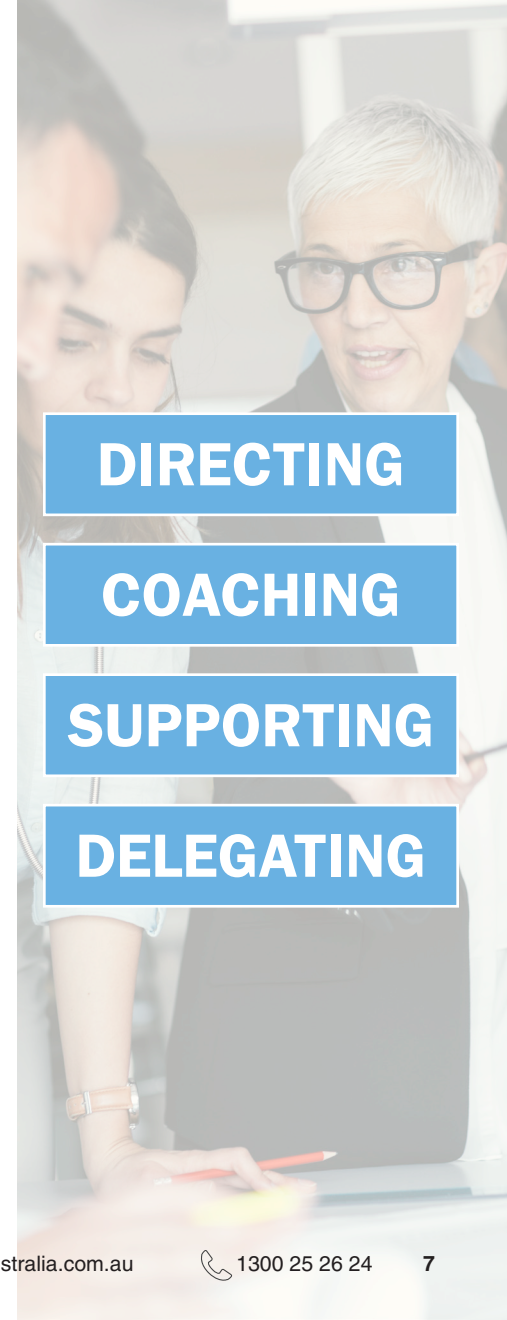 DIRECTING
COACHING
SUPPORTING
DELEGATING
stralia.com.au 1300 25 26 24 7